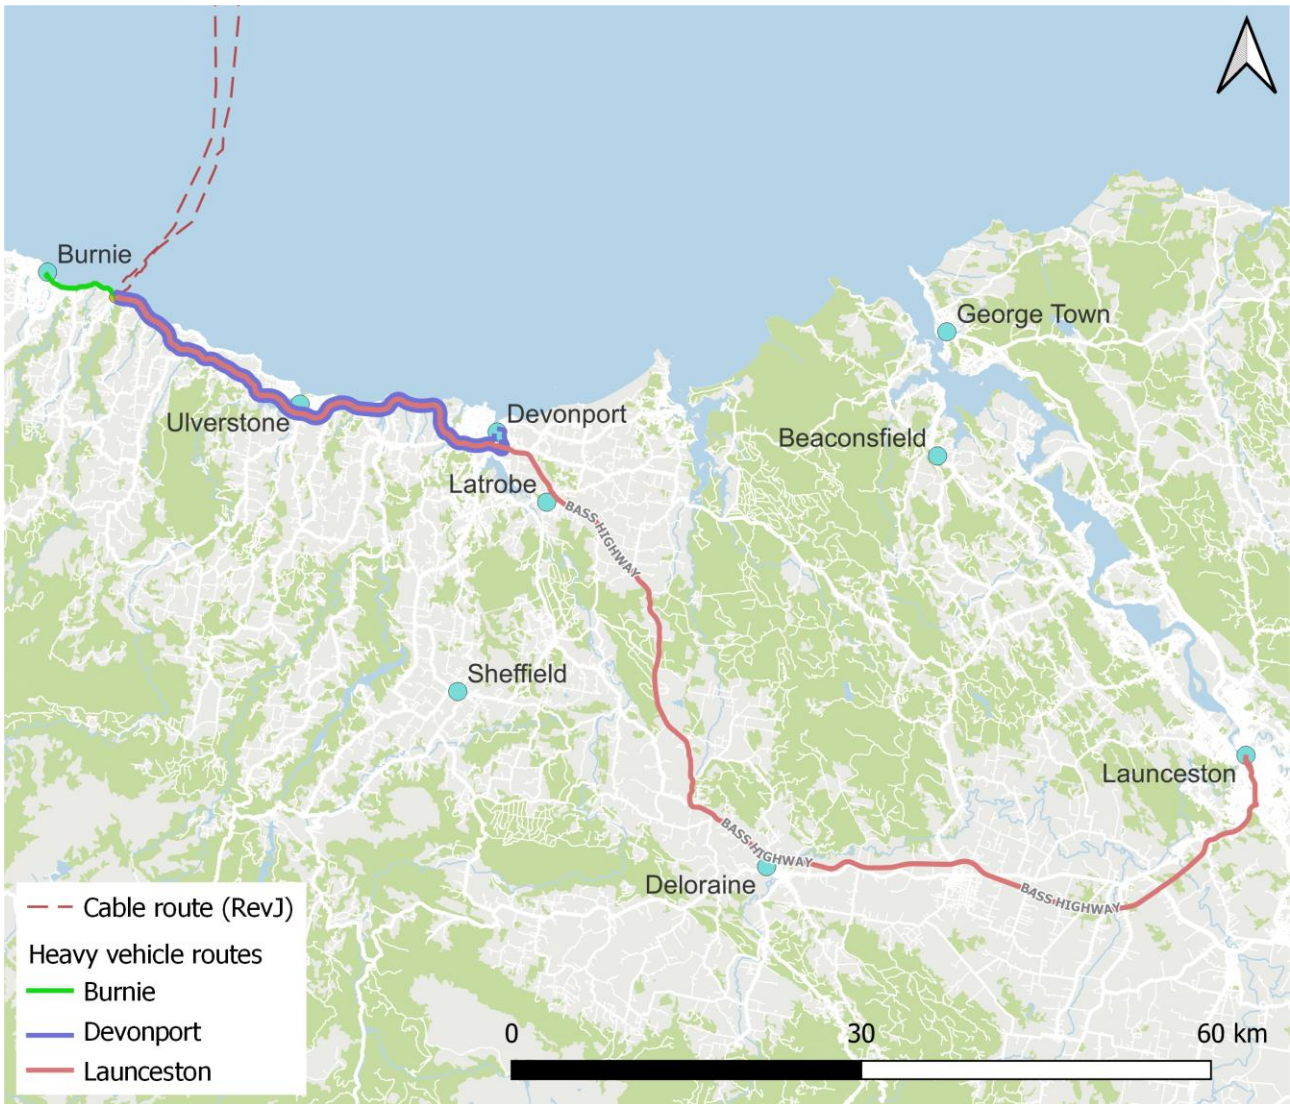 Burnie
George Town
Devonport
Ulverstone
Beaconsfield
Latrobe
BASS HIGHWAY
Sheffield
Launceston
BASS HIGHWAY
Deloraine
BASS HIGHWAY
Cable route (RevJ)
Heavy vehicle routes
Burnie
Devonport
Launceston
0 30 60 km